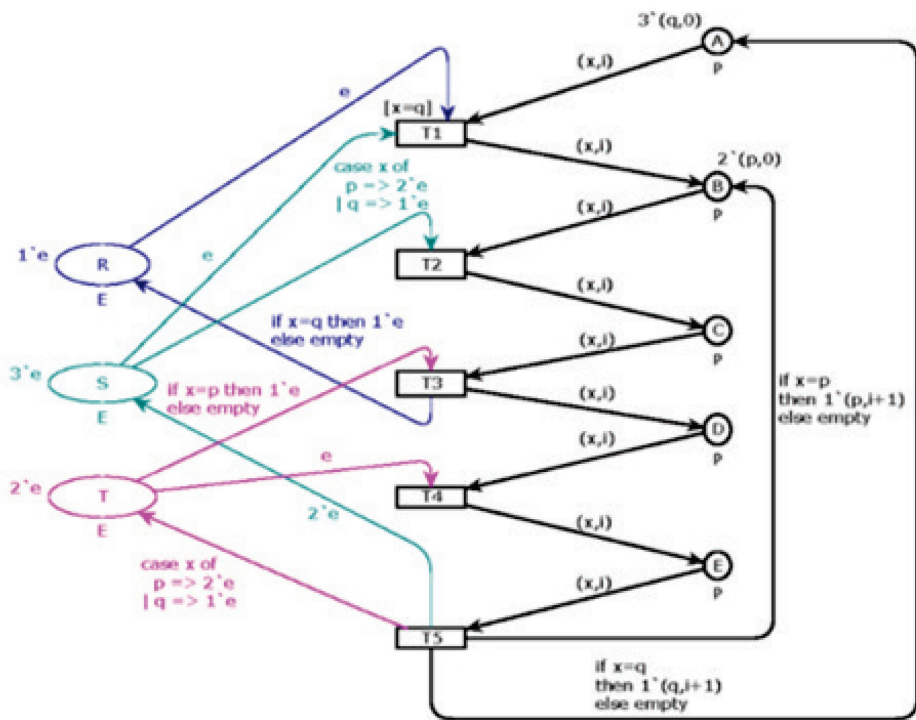 3`(q,0)
A
P
e
(x,i)
[x=q]
T1
(x,i)
2`(p,0)
B
P
case x of
p => 2`e
| q => 1`e
(x,i)
e
1`e
R
E
T2
(x,i)
C
P
if x=q then 1`e
else empty
(x,i)
3`e
S
E
T3
if x=p then 1`e
else empty
(x,i)
D
P
if x=p
then 1`(p,i+1)
else empty
e
(x,i)
2`e
T
E
T4
2`e
(x,i)
E
P
case x of
p => 2`e
| q => 1`e
(x,i)
T5
if x=q
then 1`(q,i+1)
else empty